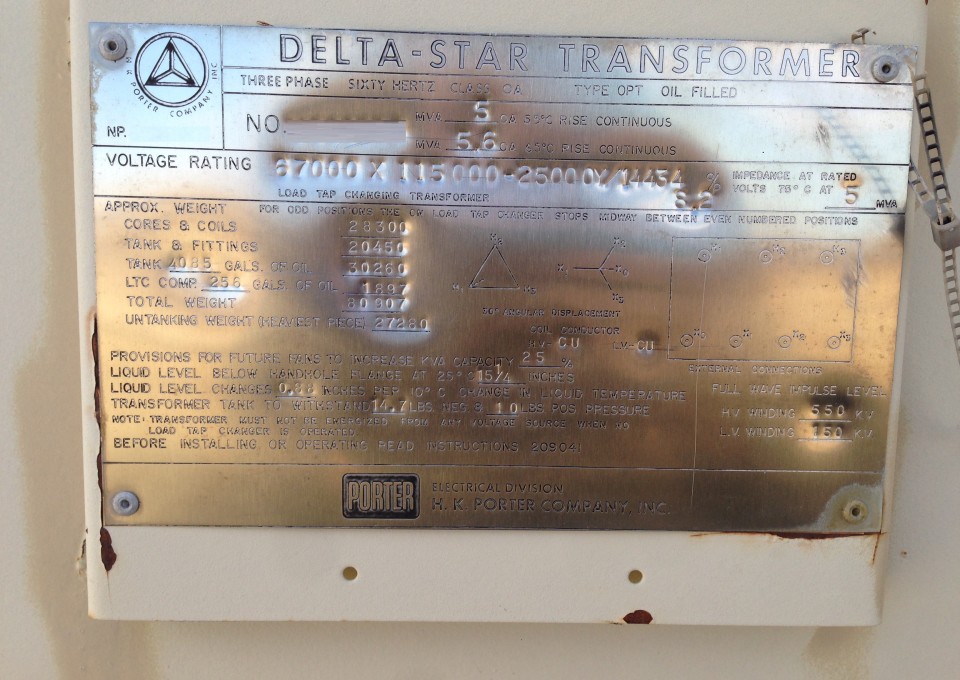 DELTA-STAR TRANSFORMER
H K PORTER COMPANY INC
THREE PHASE SIXTY HERTZ CLASS OA TYPE OPT OIL FILLED
NP.
NO.
MVA 5 OA 55°C RISE CONTINUOUS
MVA 5.6 OA 65°C RISE CONTINUOUS
VOLTAGE RATING 67000 X 115000-25000Y/14434
8.2 % IMPEDANCE AT RATED
VOLTS 75°C AT 5 MVA
LOAD TAP CHANGING TRANSFORMER
FOR ODD POSITIONS THE LOAD TAP CHANGER STOPS MIDWAY BETWEEN EVEN NUMBERED POSITIONS
APPROX. WEIGHT
CORES & COILS 28300
TANK & FITTINGS 20450
TANK 4035 GALS. OF OIL 30260
LTC COMP. 253 GALS. OF OIL 1897
TOTAL WEIGHT 80907
UNTANKING WEIGHT (HEAVIEST PIECE) 27280
30° ANGULAR DISPLACEMENT
COIL CONDUCTOR
HV-CU LV-CU
EXTERNAL CONNECTIONS
PROVISIONS FOR FUTURE FANS TO INCREASE KVA CAPACITY 25 %
LIQUID LEVEL BELOW HANDHOLE FLANGE AT 25°C 15¼ INCHES
LIQUID LEVEL CHANGES 0.88 INCHES PER 10°C CHANGE IN LIQUID TEMPERATURE
TRANSFORMER TANK TO WITHSTAND 14.7 LBS NEG & 10 LBS POS PRESSURE
NOTE: TRANSFORMER MUST NOT BE ENERGIZED FROM ANY VOLTAGE SOURCE WHEN
LOAD TAP CHANGER IS OPERATED
BEFORE INSTALLING OR OPERATING READ INSTRUCTIONS 209041
FULL WAVE IMPULSE LEVEL
H.V. WINDING 550 KV
L.V. WINDING 150 KV
PORTER
ELECTRICAL DIVISION
H. K. PORTER COMPANY, INC.